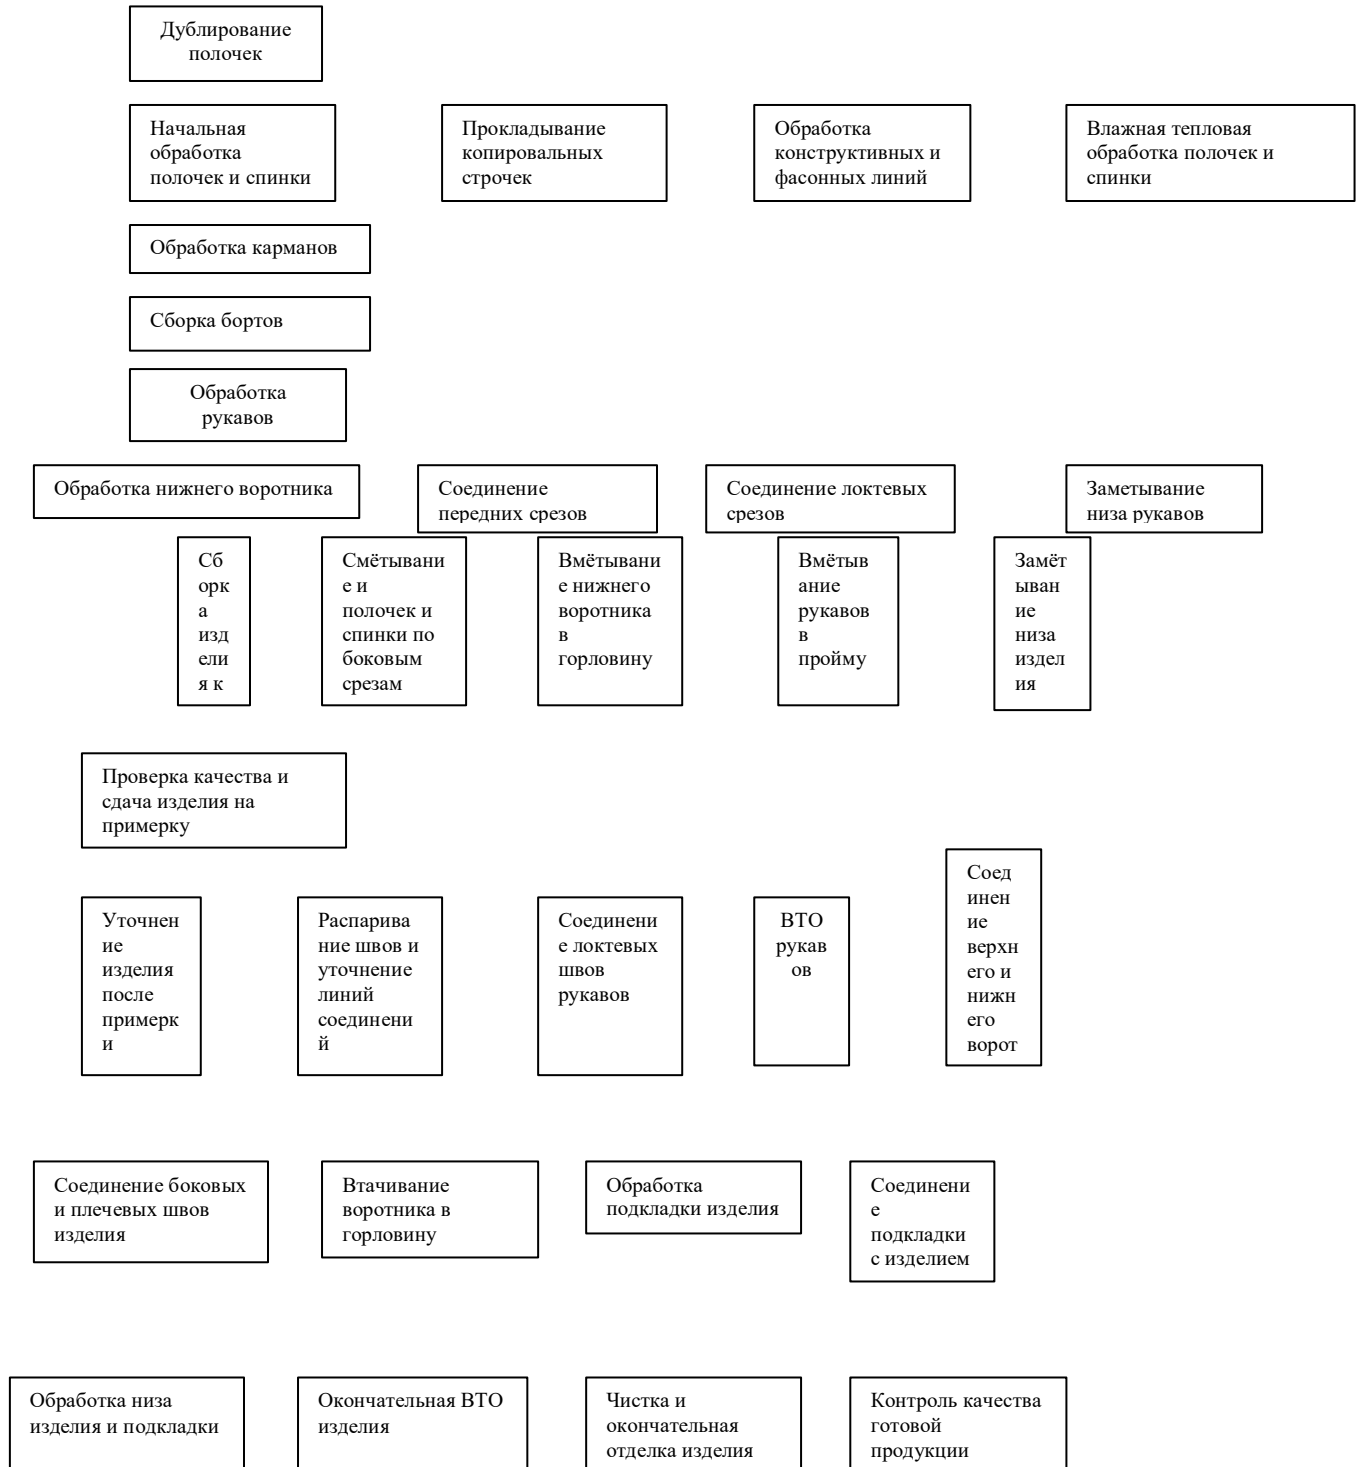 Дублирование
полочек
Начальная
обработка
полочек и спинки
Прокладывание
копировальных
строчек
Обработка
конструктивных и
фасонных линий
Влажная тепловая
обработка полочек и
спинки
Обработка карманов
Сборка бортов
Обработка
рукавов
Обработка нижнего воротника
Соединение
передних срезов
Соединение локтевых
срезов
Заметывание
низа рукавов
Сб
орк
а
изд
ели
я к
Смётывани
е и
полочек и
спинки по
боковым
срезам
Вмётывани
е нижнего
воротника
в
горловину
Вмётыв
ание
рукавов
в
пройму
Замёт
ыван
ие
низа
издел
ия
Проверка качества и
сдача изделия на
примерку
Уточнен
ие
изделия
после
примерк
и
Распарива
ние швов и
уточнение
линий
соединени
й
Соединени
е локтевых
швов
рукавов
ВТО
рукав
ов
Соед
инен
ие
верхн
его и
нижн
его
ворот
Соединение боковых
и плечевых швов
изделия
Втачивание
воротника в
горловину
Обработка
подкладки изделия
Соединени
е
подкладки
с изделием
Обработка низа
изделия и подкладки
Окончательная ВТО
изделия
Чистка и
окончательная
отделка изделия
Контроль качества
готовой
продукции